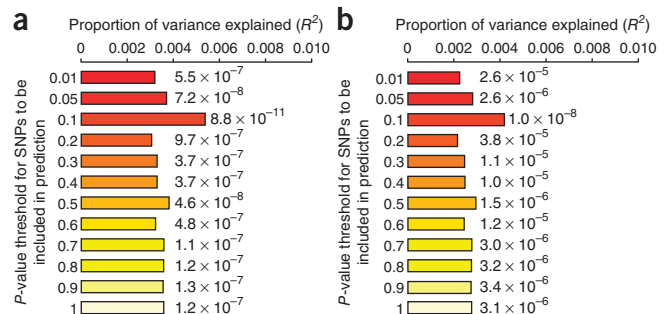 a
Proportion of variance explained (R²)
0 0.002 0.004 0.006 0.010
P-value threshold for SNPs to be
included in prediction
0.01 5.5 × 10⁻⁷
0.05 7.2 × 10⁻⁸
0.1 8.8 × 10⁻¹¹
0.2 9.7 × 10⁻⁷
0.3 3.7 × 10⁻⁷
0.4 3.7 × 10⁻⁷
0.5 4.6 × 10⁻⁸
0.6 4.8 × 10⁻⁷
0.7 1.1 × 10⁻⁷
0.8 1.2 × 10⁻⁷
0.9 1.3 × 10⁻⁷
1 1.2 × 10⁻⁷
b
Proportion of variance explained (R²)
0 0.002 0.004 0.006 0.010
P-value threshold for SNPs to be
included in prediction
0.01 2.6 × 10⁻⁵
0.05 2.6 × 10⁻⁶
0.1 1.0 × 10⁻⁸
0.2 3.8 × 10⁻⁵
0.3 1.1 × 10⁻⁵
0.4 1.0 × 10⁻⁵
0.5 1.5 × 10⁻⁶
0.6 1.2 × 10⁻⁵
0.7 3.0 × 10⁻⁶
0.8 3.2 × 10⁻⁶
0.9 3.4 × 10⁻⁶
1 3.1 × 10⁻⁶